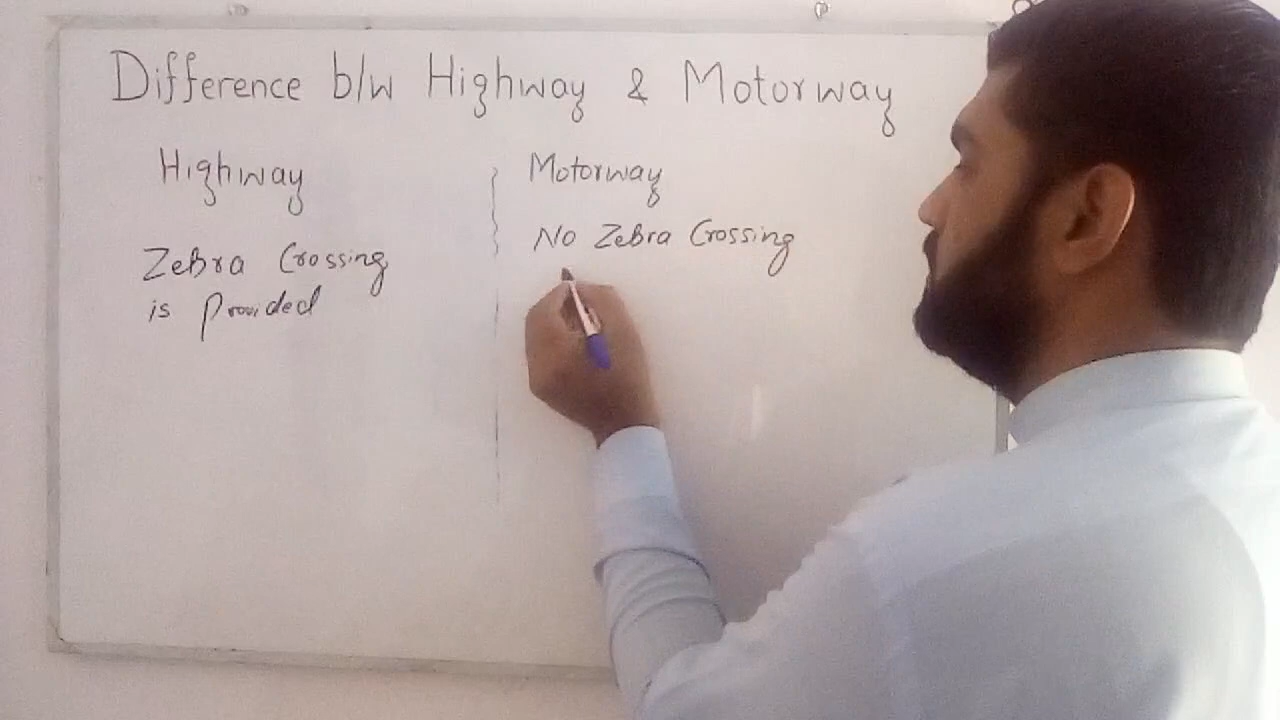 Difference b/w Highway & Motorway
Highway
Zebra Crossing
is provided
Motorway
No Zebra Crossing